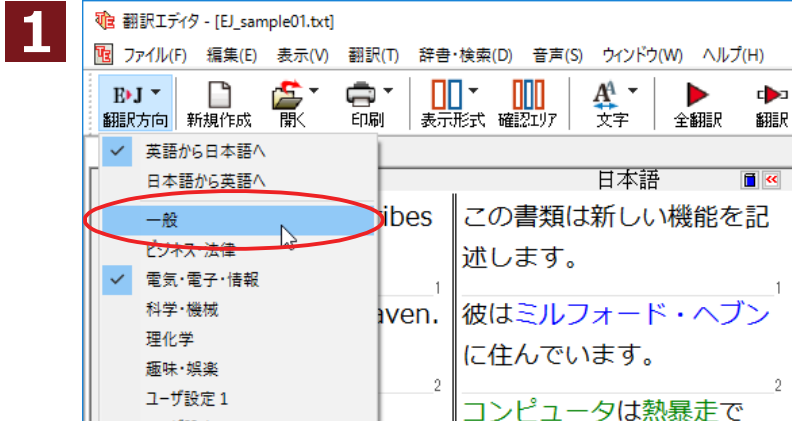 1
翻訳エディタ - [EJ_sample01.txt]
ファイル(F) 編集(E) 表示(V) 翻訳(T) 辞書・検索(D) 音声(S) ウィンドウ(W) ヘルプ(H)
E▸J
翻訳方向 新規作成 開く 印刷 表示形式 確認エリア 文字 全翻訳 翻訳
英語から日本語へ
日本語から英語へ
日本語
一般
ビジネス・法律
電気・電子・情報
科学・機械
理化学
趣味・娯楽
ユーザ設定 1
ibes
この書類は新しい機能を記
述します。
1
1
aven.
彼はミルフォード・ヘブン
に住んでいます。
2
2
コンピュータは熱暴走で